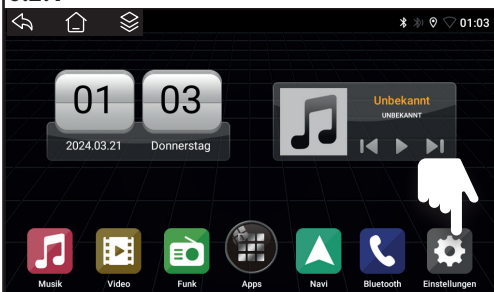 01:03
01 03
2024.03.21 Donnerstag
Unbekannt
UNBEKANNT
Musik Video Funk Apps Navi Bluetooth Einstellungen